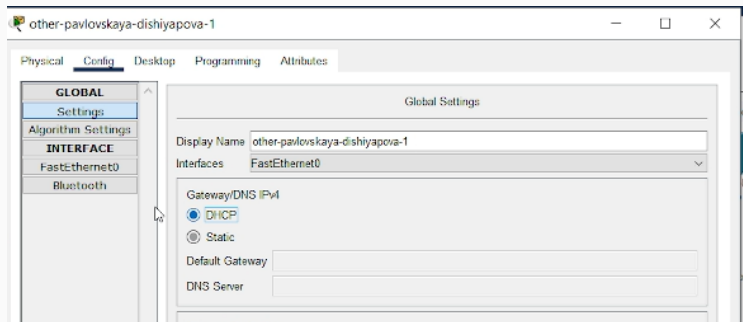 other-pavlovskaya-dishiyapova-1
Physical Config Desktop Programming Attributes
GLOBAL
Settings
Algorithm Settings
INTERFACE
FastEthernet0
Bluetooth
Global Settings
Display Name other-pavlovskaya-dishiyapova-1
Interfaces FastEthernet0
Gateway/DNS IPv4
DHCP
Static
Default Gateway
DNS Server